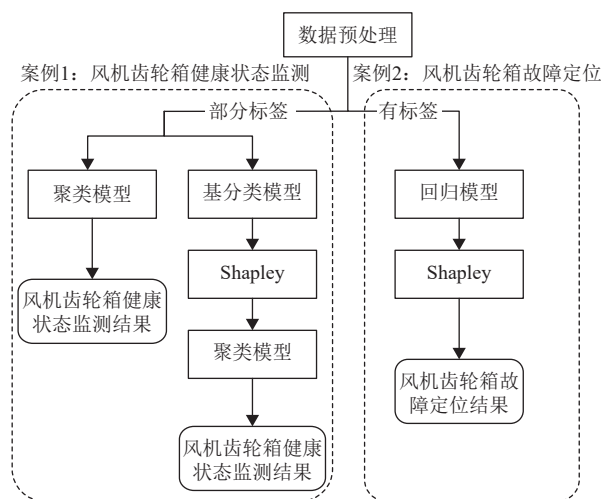 数据预处理
案例1：风机齿轮箱健康状态监测
案例2：风机齿轮箱故障定位
部分标签
有标签
聚类模型
基分类模型
回归模型
Shapley
Shapley
风机齿轮箱健康
状态监测结果
聚类模型
风机齿轮箱故
障定位结果
风机齿轮箱健康
状态监测结果